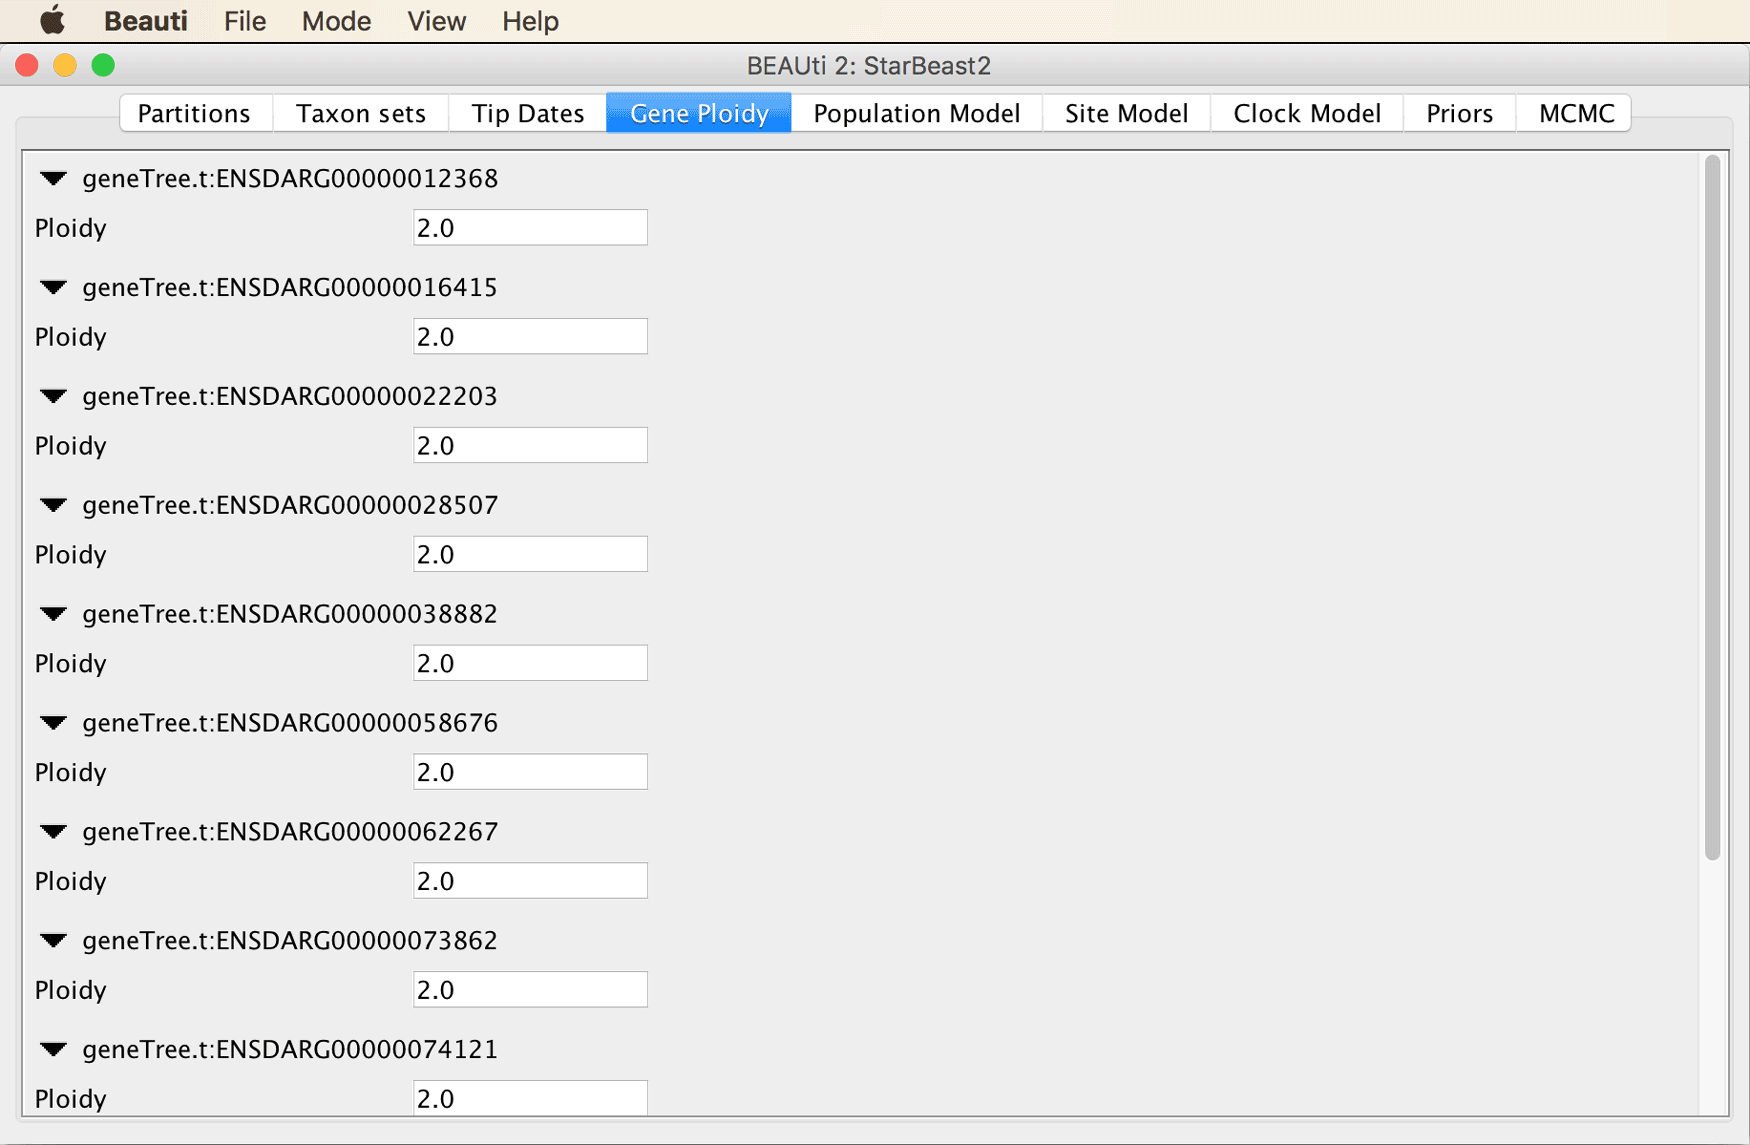 Beauti File Mode View Help
BEAUti 2: StarBeast2
Partitions Taxon sets Tip Dates Gene Ploidy Population Model Site Model Clock Model Priors MCMC
geneTree.t:ENSDARG00000012368
Ploidy 2.0
geneTree.t:ENSDARG00000016415
Ploidy 2.0
geneTree.t:ENSDARG00000022203
Ploidy 2.0
geneTree.t:ENSDARG00000028507
Ploidy 2.0
geneTree.t:ENSDARG00000038882
Ploidy 2.0
geneTree.t:ENSDARG00000058676
Ploidy 2.0
geneTree.t:ENSDARG00000062267
Ploidy 2.0
geneTree.t:ENSDARG00000073862
Ploidy 2.0
geneTree.t:ENSDARG00000074121
Ploidy 2.0